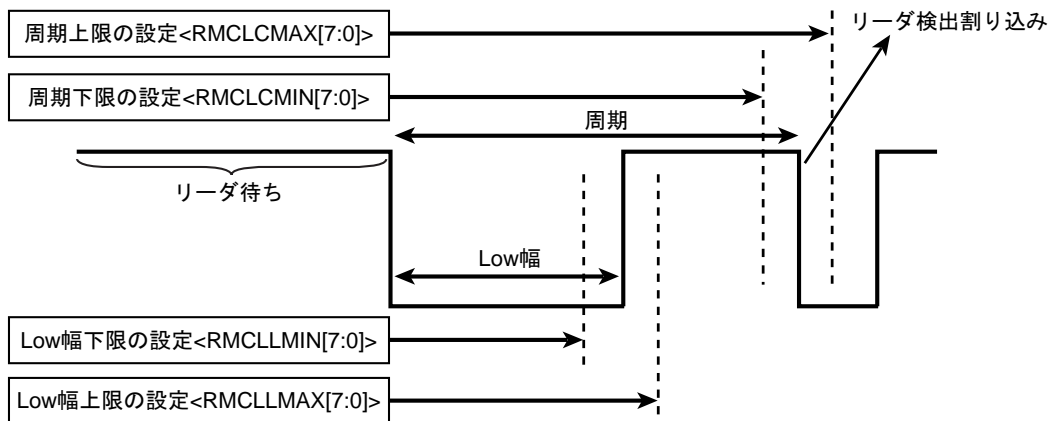 周期上限の設定<RMCLCMAX[7:0]>
リーダ検出割り込み
周期下限の設定<RMCLCMIN[7:0]>
周期
リーダ待ち
Low幅
Low幅下限の設定<RMCLLMIN[7:0]>
Low幅上限の設定<RMCLLMAX[7:0]>